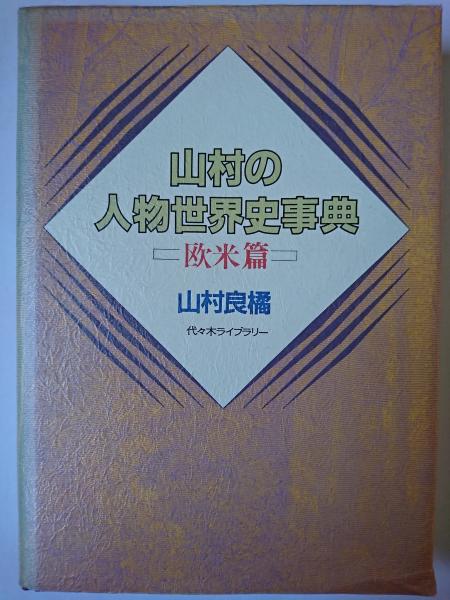 山村の
人物世界史事典
欧米篇
山村良橘
代々木ライブラリー